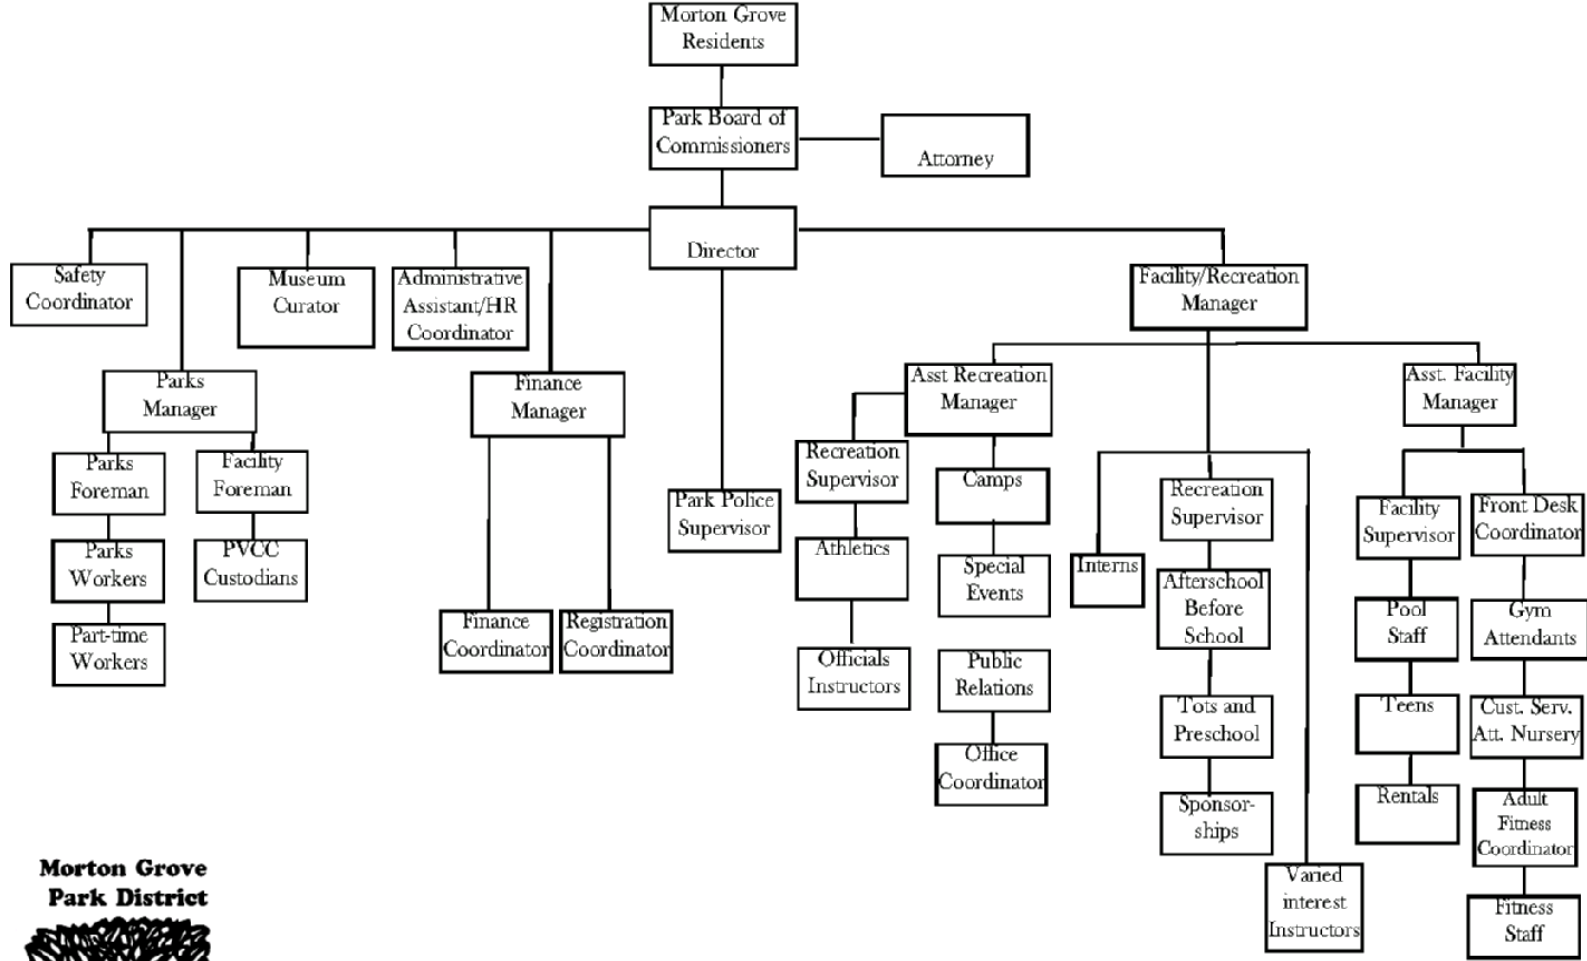 Morton Grove
Residents
Park Board of
Commissioners
Attorney
Director
Safety
Coordinator
Museum
Curator
Administrative
Assistant/HR
Coordinator
Facility/Recreation
Manager
Parks
Manager
Finance
Manager
Asst Recreation
Manager
Asst. Facility
Manager
Parks
Foreman
Facility
Foreman
Park Police
Supervisor
Recreation
Supervisor
Camps
Recreation
Supervisor
Facility
Supervisor
Front Desk
Coordinator
Parks
Workers
PVCC
Custodians
Athletics
Special
Events
Interns
Afterschool
Before
School
Pool
Staff
Gym
Attendants
Part-time
Workers
Finance
Coordinator
Registration
Coordinator
Officials
Instructors
Public
Relations
Tots and
Preschool
Teens
Cust. Serv.
Att. Nursery
Office
Coordinator
Sponsor-
ships
Rentals
Adult
Fitness
Coordinator
Varied
interest
Instructors
Fitness
Staff
Morton Grove
Park District